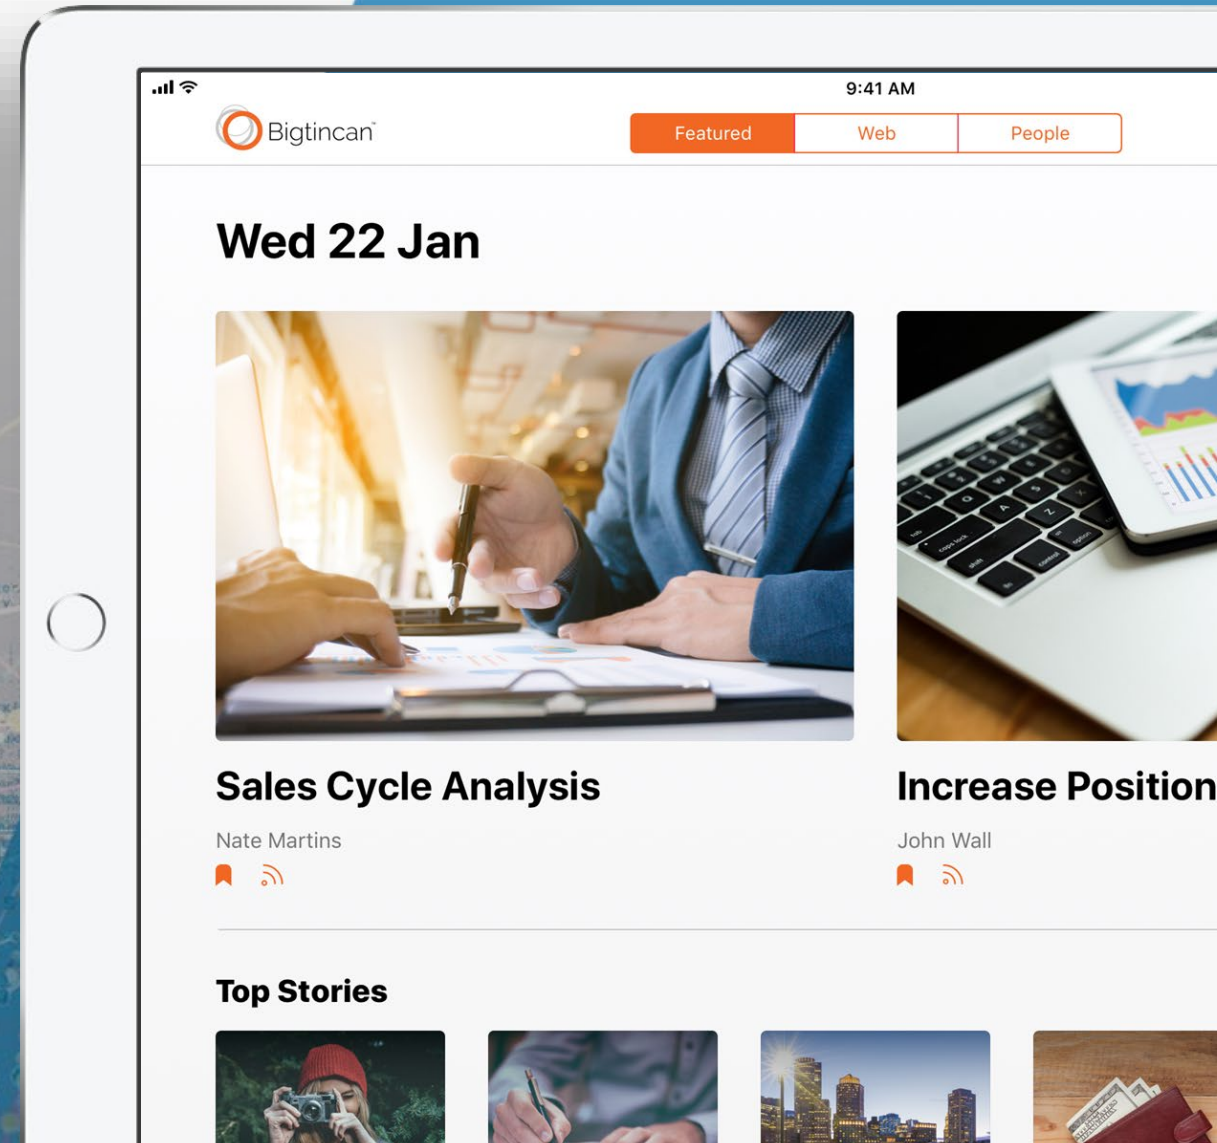 9:41 AM
Bigtincan™
Featured
Web
People
Wed 22 Jan
Sales Cycle Analysis
Increase Position
Nate Martins
John Wall
Top Stories